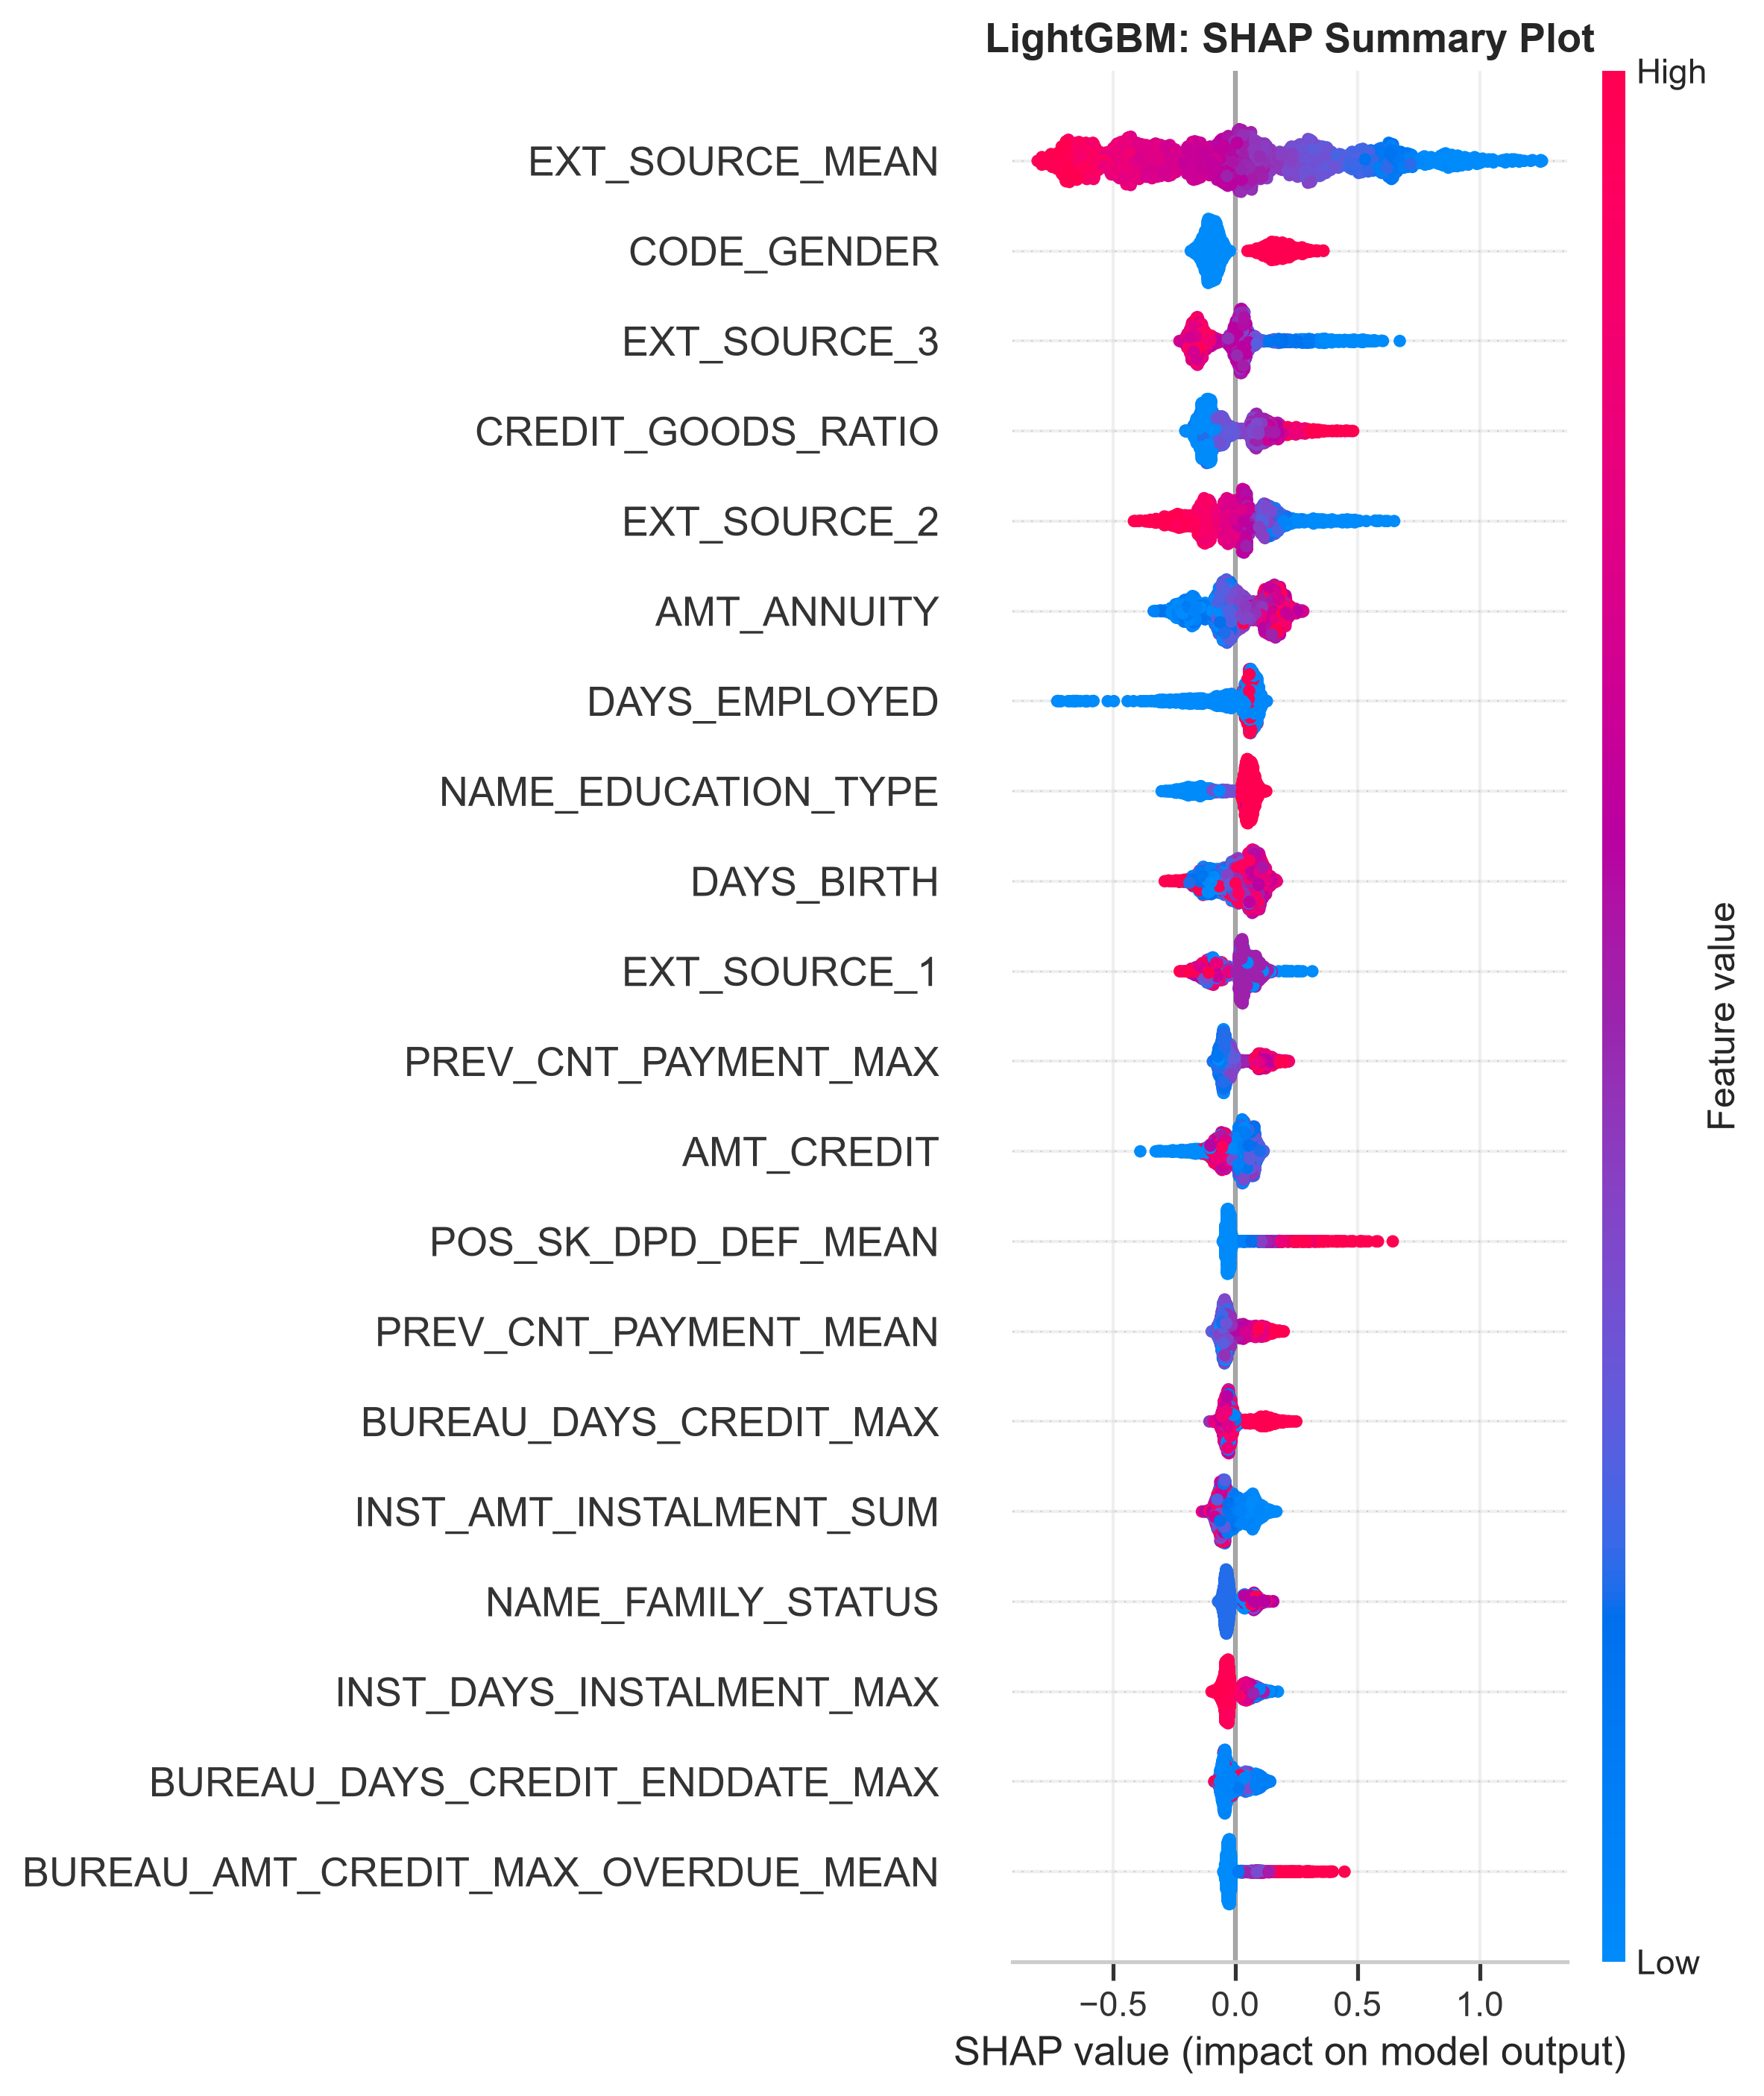 LightGBM: SHAP Summary Plot
High
EXT_SOURCE_MEAN
CODE_GENDER
EXT_SOURCE_3
CREDIT_GOODS_RATIO
EXT_SOURCE_2
AMT_ANNUITY
DAYS_EMPLOYED
NAME_EDUCATION_TYPE
DAYS_BIRTH
EXT_SOURCE_1
PREV_CNT_PAYMENT_MAX
AMT_CREDIT
POS_SK_DPD_DEF_MEAN
PREV_CNT_PAYMENT_MEAN
BUREAU_DAYS_CREDIT_MAX
INST_AMT_INSTALMENT_SUM
NAME_FAMILY_STATUS
INST_DAYS_INSTALMENT_MAX
BUREAU_DAYS_CREDIT_ENDDATE_MAX
BUREAU_AMT_CREDIT_MAX_OVERDUE_MEAN
Feature value
Low
−0.5 0.0 0.5 1.0
SHAP value (impact on model output)